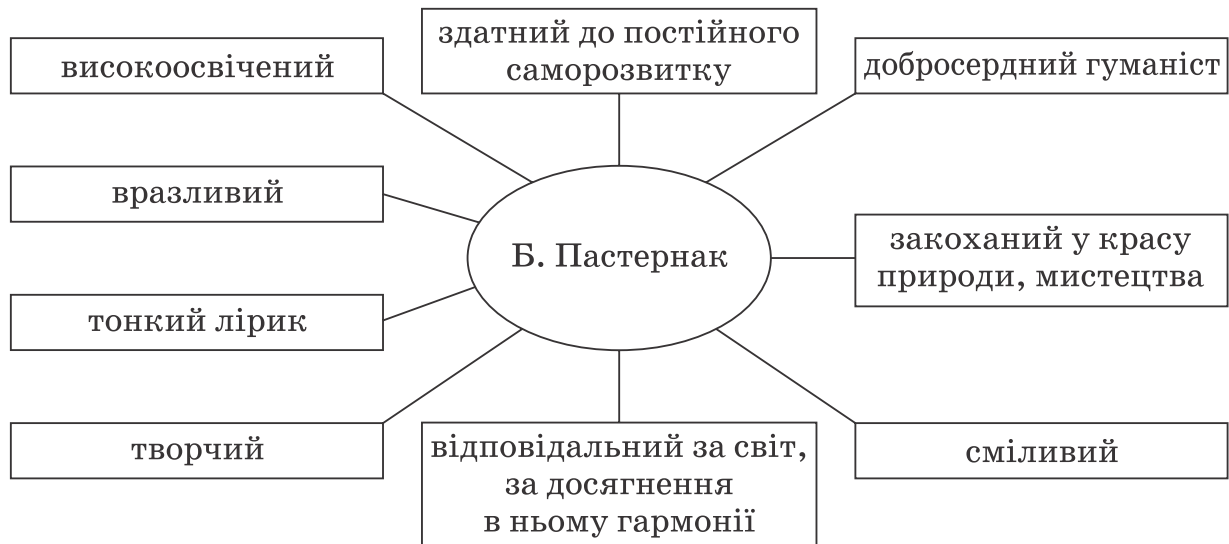 високоосвічений
здатний до постійного
саморозвитку
добросердний гуманіст
вразливий
Б. Пастернак
закоханий у красу
природи, мистецтва
тонкий лірик
творчий
відповідальний за світ,
за досягнення
в ньому гармонії
сміливий